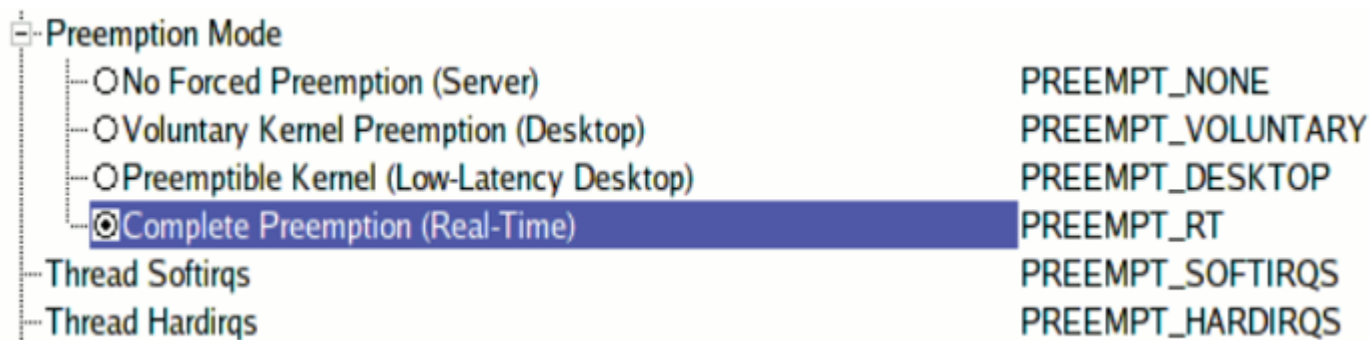 Preemption Mode
No Forced Preemption (Server) PREEMPT_NONE
Voluntary Kernel Preemption (Desktop) PREEMPT_VOLUNTARY
Preemptible Kernel (Low-Latency Desktop) PREEMPT_DESKTOP
Complete Preemption (Real-Time) PREEMPT_RT
Thread Softirqs PREEMPT_SOFTIRQS
Thread Hardirqs PREEMPT_HARDIRQS